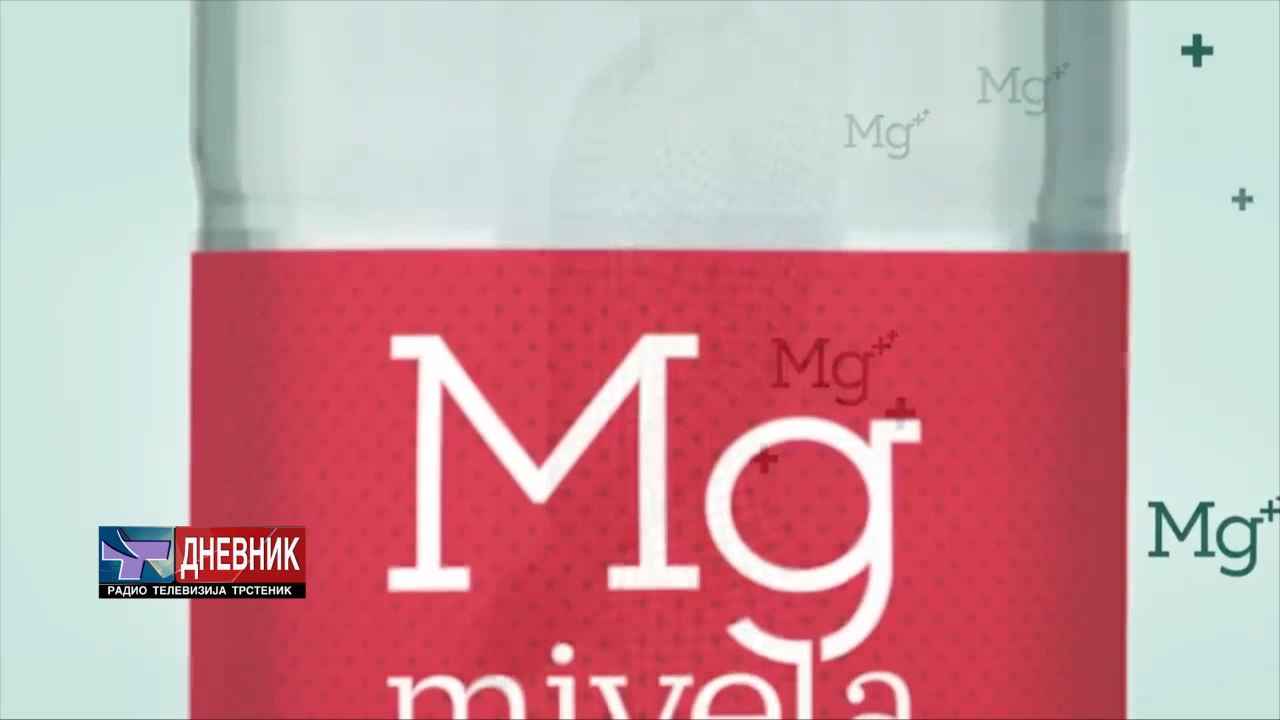 Mg++
Mg++
Mg++
Mg
Mg+
mivela
ДНЕВНИК
РАДИО ТЕЛЕВИЗИЈА ТРСТЕНИК